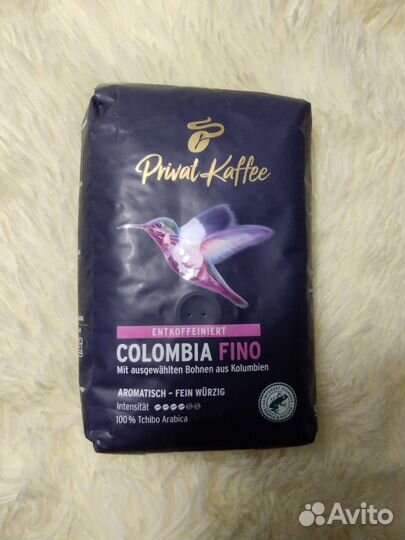 Privat Kaffee
ENTKOFFEINIERT
COLOMBIA FINO
Mit ausgewählten Bohnen aus Kolumbien
AROMATISCH – FEIN WÜRZIG
Intensität
100% Tchibo Arabica
Avito